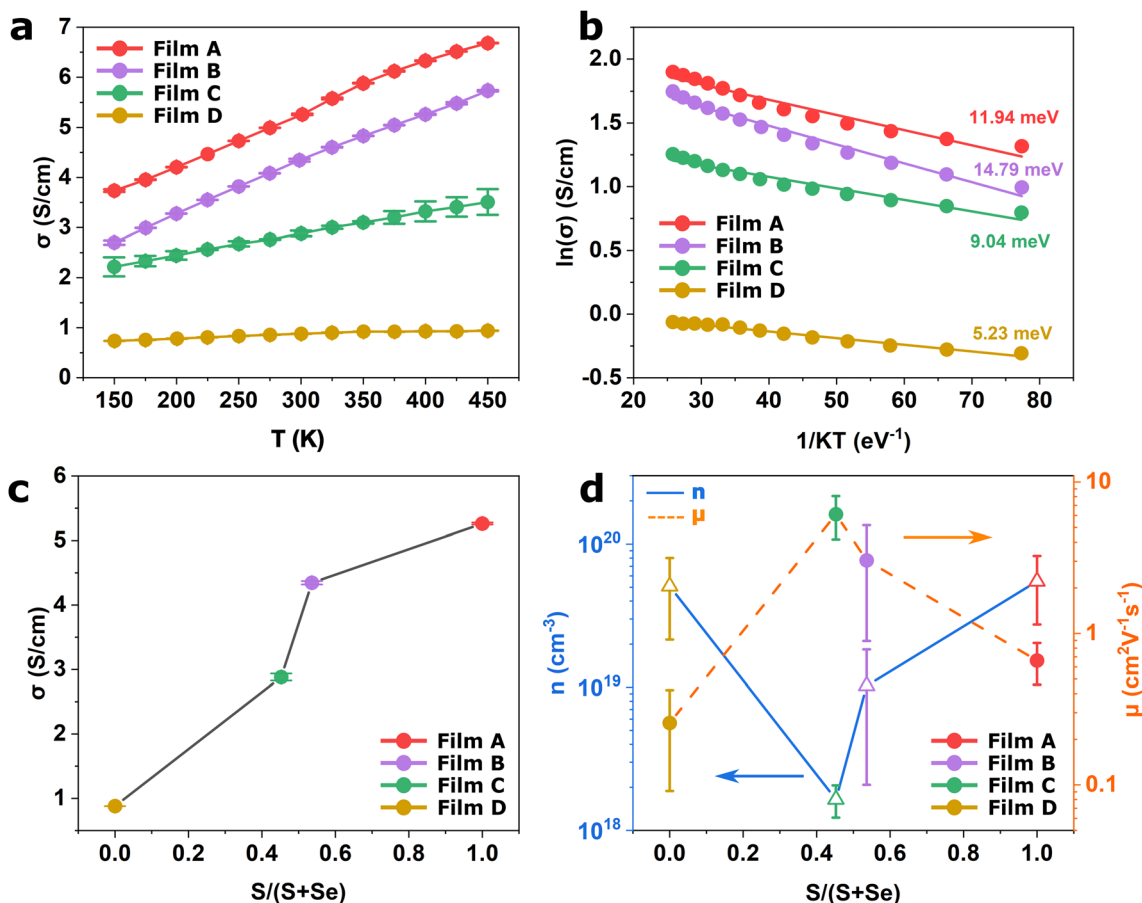 a
Film A
Film B
Film C
Film D
σ (S/cm)
7
6
5
4
3
2
1
0
150 200 250 300 350 400 450
T (K)
b
11.94 meV
14.79 meV
9.04 meV
5.23 meV
Film A
Film B
Film C
Film D
ln(σ) (S/cm)
2.0
1.5
1.0
0.5
0.0
-0.5
20 30 40 50 60 70 80
1/KT (eV⁻¹)
c
σ (S/cm)
6
5
4
3
2
1
Film A
Film B
Film C
Film D
0.0 0.2 0.4 0.6 0.8 1.0
S/(S+Se)
d
n
μ
n (cm⁻³)
10²⁰
10¹⁹
10¹⁸
μ (cm²V⁻¹s⁻¹)
10
1
0.1
Film A
Film B
Film C
Film D
0.0 0.2 0.4 0.6 0.8 1.0
S/(S+Se)